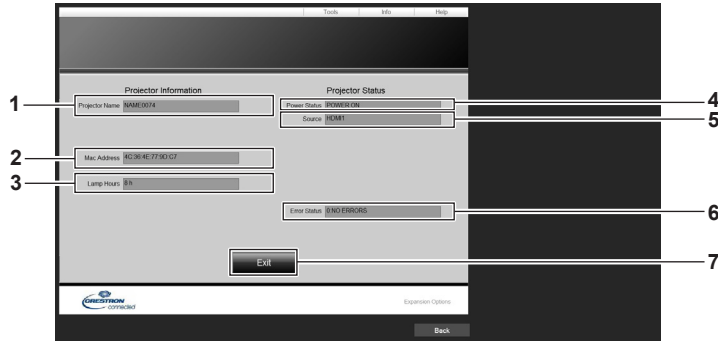 Tools Info Help
Projector Information Projector Status
1 Projector Name NAME0074 Power Status POWER ON 4
Source HDMI1 5
2 Mac Address 4C:36:4E:77:9D:C7
3 Lamp Hours 8 h
Error Status 0:NO ERRORS 6
Exit 7
CRESTRON
connected
Expansion Options
Back